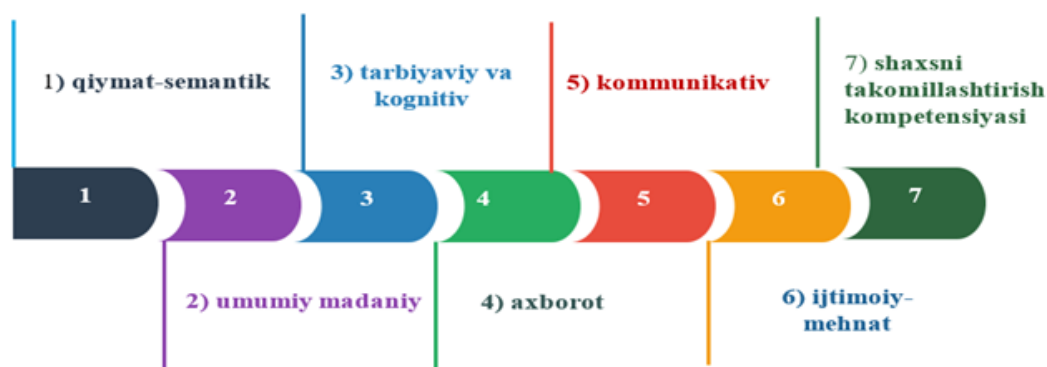 1) qiymat-semantik
3) tarbiyaviy va
kognitiv
5) kommunikativ
7) shaxsni
takomillashtirish
kompetensiyasi
1
2
3
4
5
6
7
2) umumiy madaniy
4) axborot
6) ijtimoiy-
mehnat